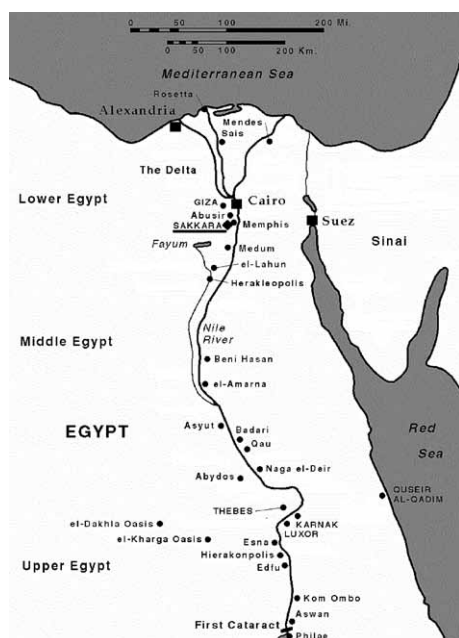 0 50 100 200 Mi.
0 50 100 200 Km.
Mediterranean Sea
Rosetta
Alexandria
Mendes
Sais
The Delta
Lower Egypt
GIZA
Cairo
Abusir
SAKKARA
Memphis
Suez
Fayum
Medum
Sinai
el-Lahun
Herakleopolis
Nile
River
Middle Egypt
Beni Hasan
el-Amarna
EGYPT
Asyut
Badari
Qau
Red
Sea
Naga el-Deir
Abydos
QUSEIR
AL-QADIM
THEBES
el-Dakhla Oasis
KARNAK
LUXOR
el-Kharga Oasis
Esna
Hierakonpolis
Upper Egypt
Edfu
Kom Ombo
Aswan
First Cataract
Philae